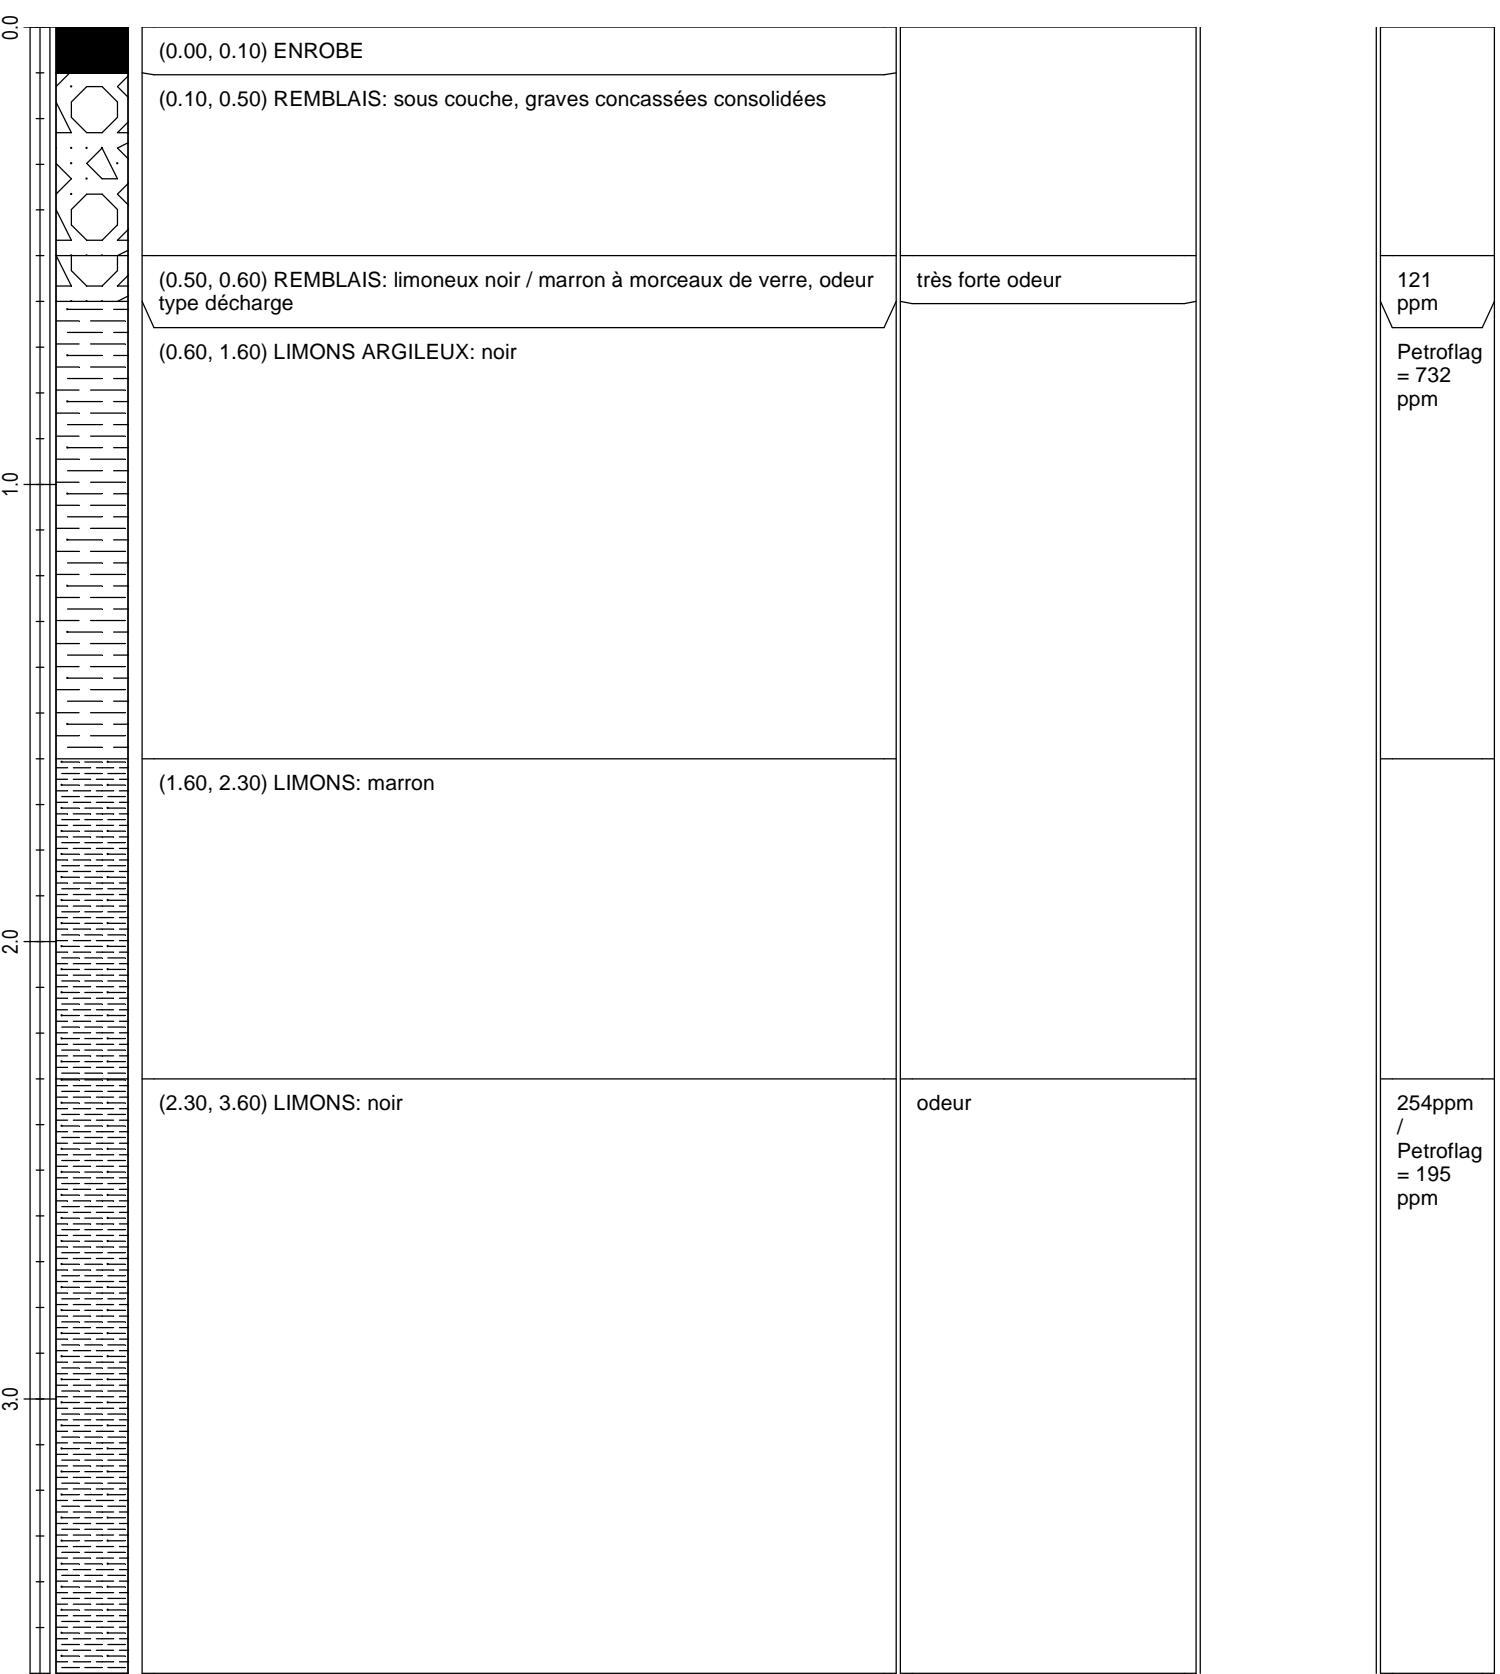 0.0
(0.00, 0.10) ENROBE
(0.10, 0.50) REMBLAIS: sous couche, graves concassées consolidées
(0.50, 0.60) REMBLAIS: limoneux noir / marron à morceaux de verre, odeur
type décharge
très forte odeur
121
ppm
(0.60, 1.60) LIMONS ARGILEUX: noir
Petroflag
= 732
ppm
1.0
(1.60, 2.30) LIMONS: marron
2.0
(2.30, 3.60) LIMONS: noir
odeur
254ppm
/
Petroflag
= 195
ppm
3.0